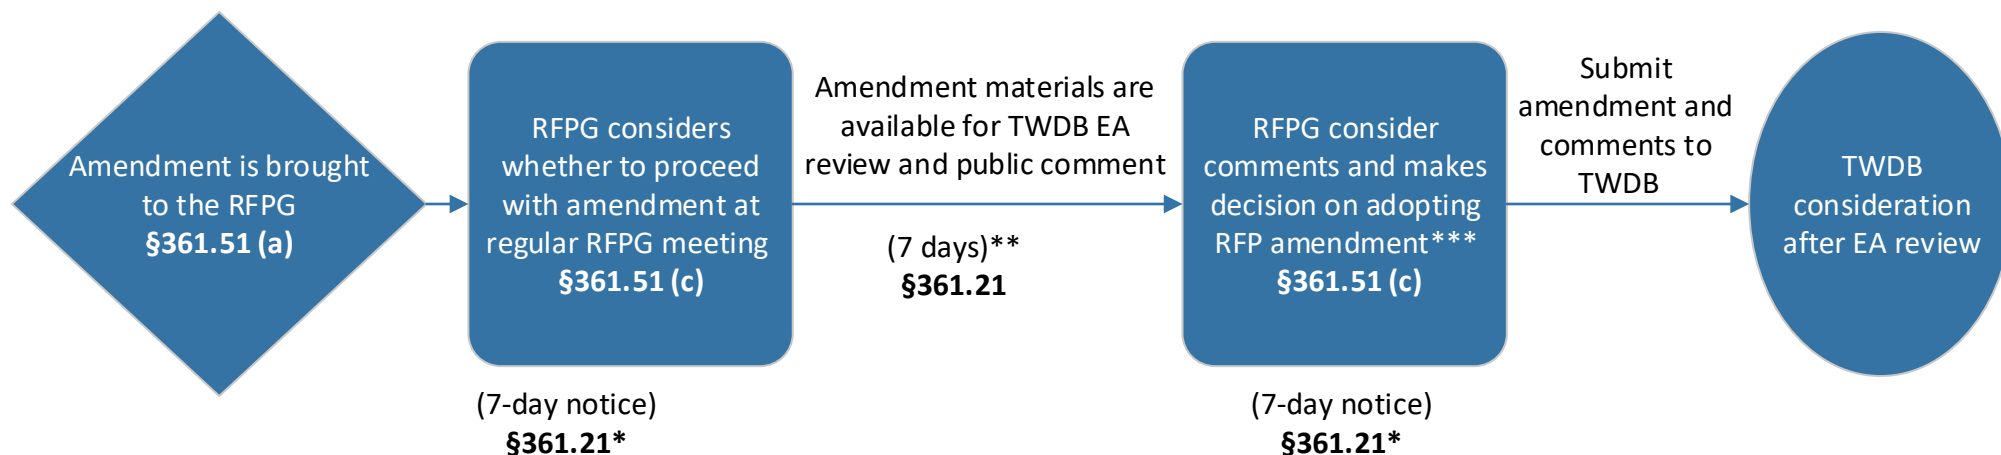 Amendment is brought
to the RFPG
§361.51 (a)
RFPG considers
whether to proceed
with amendment at
regular RFPG meeting
§361.51 (c)
(7-day notice)
§361.21*
Amendment materials are
available for TWDB EA
review and public comment
(7 days)**
§361.21
RFPG consider
comments and makes
decision on adopting
RFP amendment***
§361.51 (c)
(7-day notice)
§361.21*
Submit
amendment and
comments to
TWDB
TWDB
consideration
after EA review